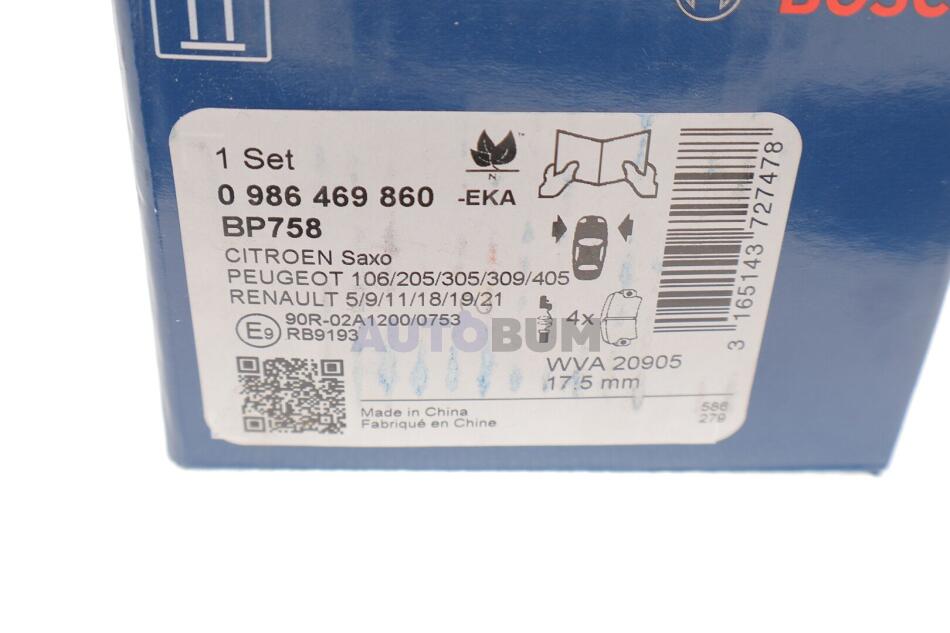 BOSCH
1 Set
0 986 469 860 -EKA
BP758
CITROEN Saxo
PEUGEOT 106/205/305/309/405
RENAULT 5/9/11/18/19/21
E9 90R-02A1200/0753
RB9193
4x
AUTOBUM
WVA 20905
17.5 mm
Made in China
Fabriqué en Chine
586
279
3 165143 727478
N
™